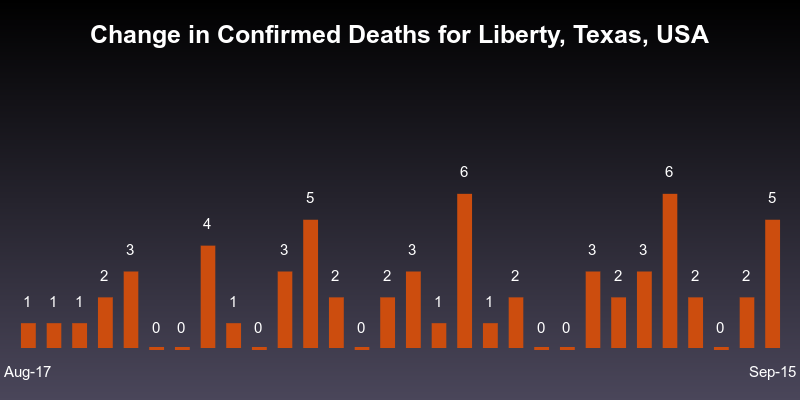 Change in Confirmed Deaths for Liberty, Texas, USA
1 1 1 2 3 0 0 4 1 0 3 5 2 0 2 3 1 6 1 2 0 0 3 2 3 6 2 0 2 5
Aug-17 Sep-15